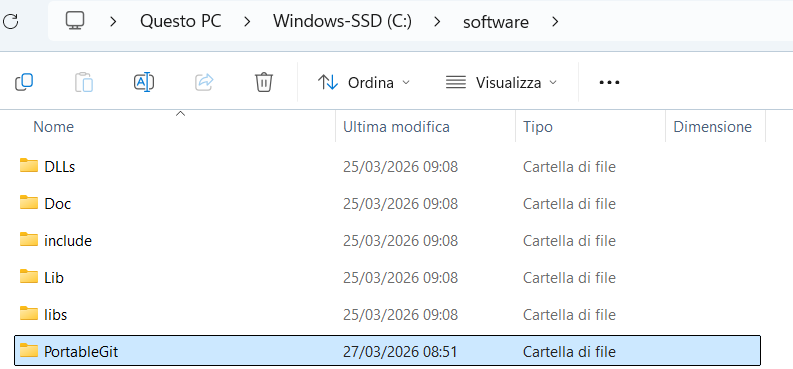 Questo PC > Windows-SSD (C:) > software >
Ordina Visualizza
Nome Ultima modifica Tipo Dimensione
DLLs 25/03/2026 09:08 Cartella di file
Doc 25/03/2026 09:08 Cartella di file
include 25/03/2026 09:08 Cartella di file
Lib 25/03/2026 09:08 Cartella di file
libs 25/03/2026 09:08 Cartella di file
PortableGit 27/03/2026 08:51 Cartella di file